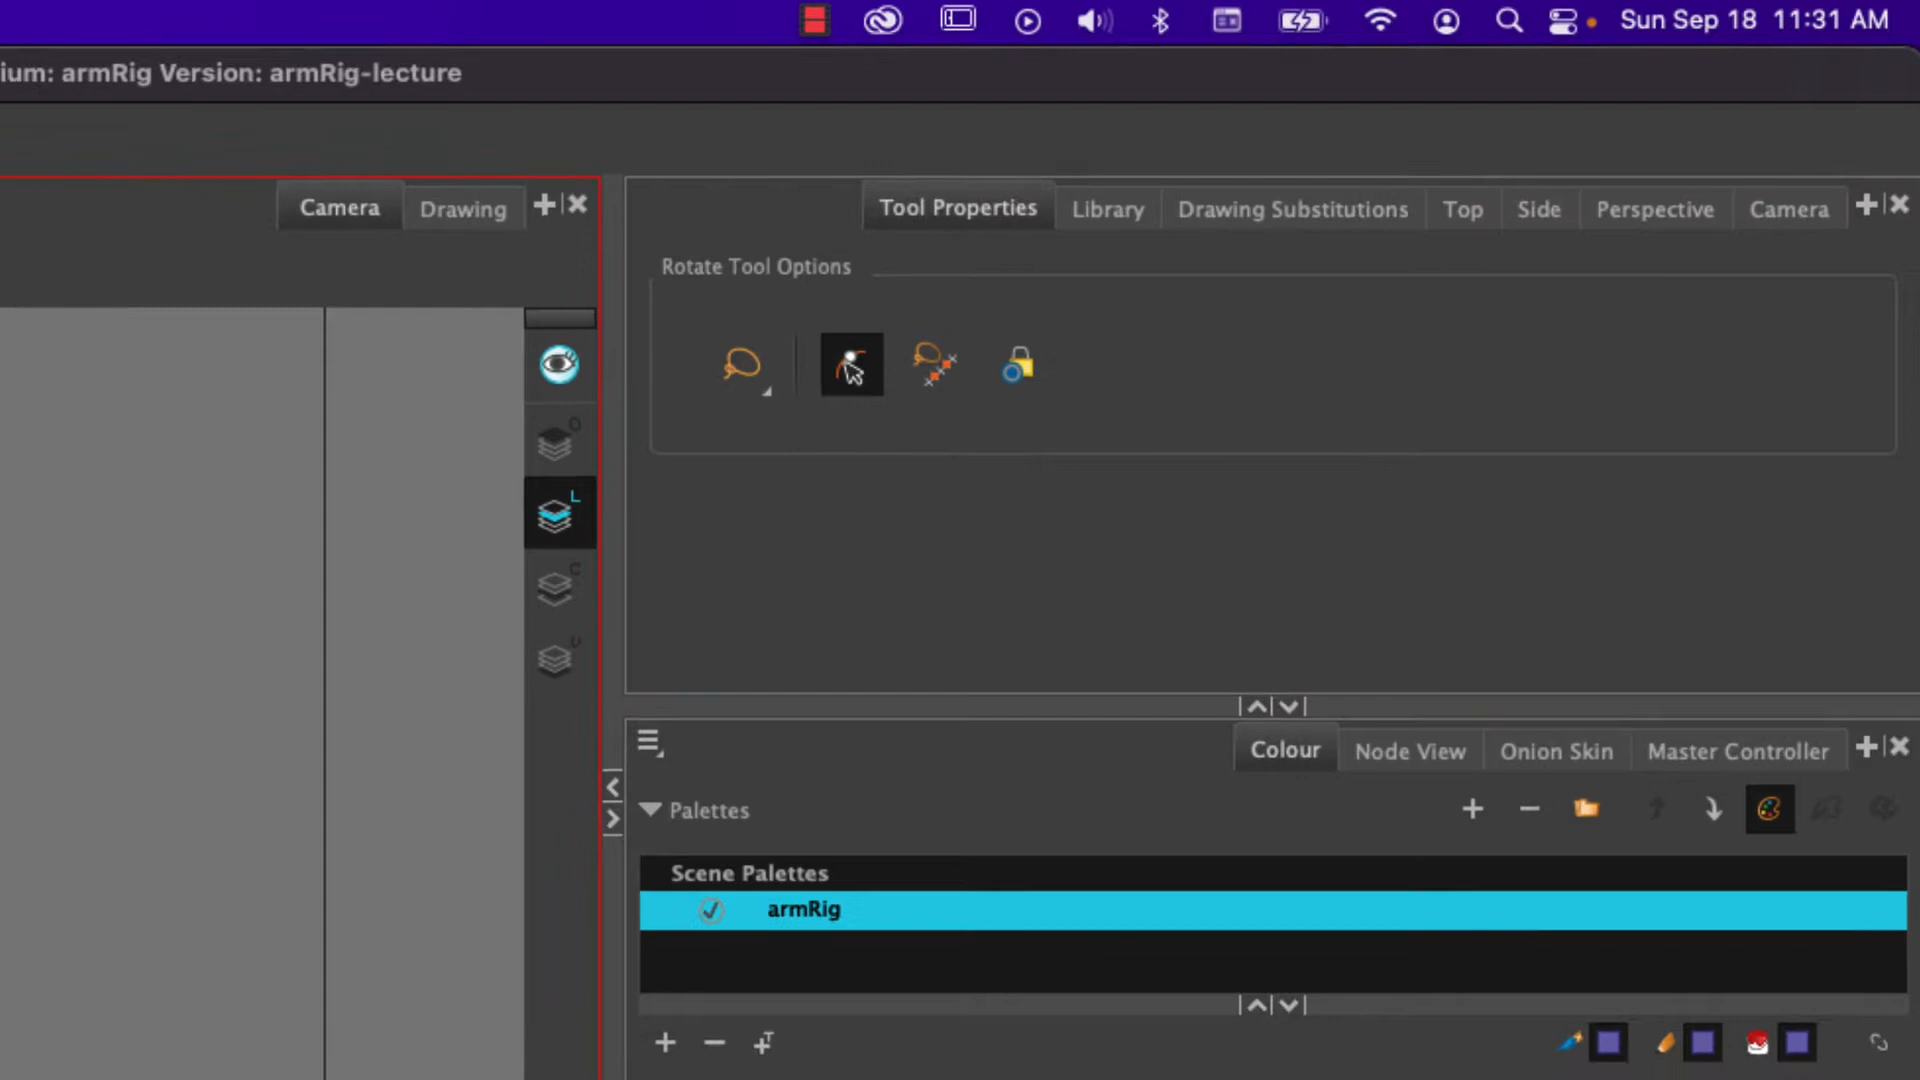 Sun Sep 18 11:31 AM
ium: armRig Version: armRig-lecture
Camera Drawing
Tool Properties Library Drawing Substitutions Top Side Perspective Camera
Rotate Tool Options
O
L
C
U
Colour Node View Onion Skin Master Controller
Palettes
Scene Palettes
armRig
T